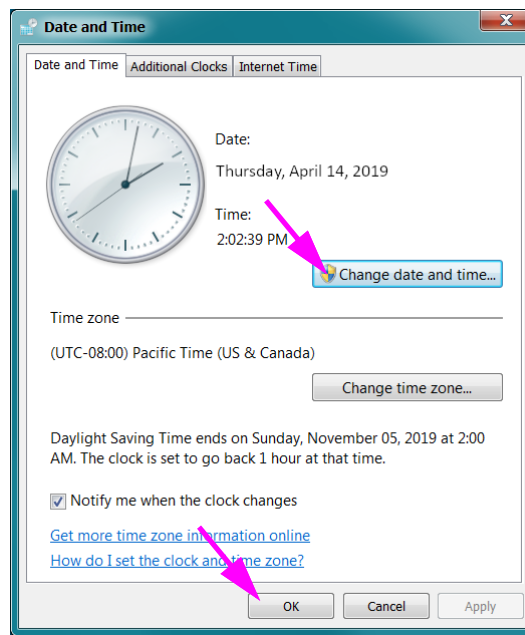 Date and Time
Date and Time
Additional Clocks
Internet Time
Date:
Thursday, April 14, 2019
Time:
2:02:39 PM
Change date and time...
Time zone
(UTC-08:00) Pacific Time (US & Canada)
Change time zone...
Daylight Saving Time ends on Sunday, November 05, 2019 at 2:00
AM. The clock is set to go back 1 hour at that time.
Notify me when the clock changes
Get more time zone information online
How do I set the clock and time zone?
OK
Cancel
Apply